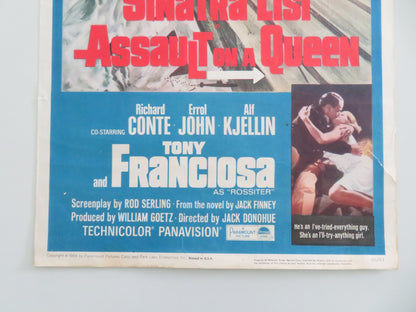 SINATRA LISI
ASSAULT ON A QUEEN
Richard Errol Alf
CO-STARRING CONTE JOHN KJELLIN
TONY
and FRANCIOSA
AS "ROSSITER"
Screenplay by ROD SERLING · From the novel by JACK FINNEY
Produced by WILLIAM GOETZ · Directed by JACK DONOHUE
TECHNICOLOR PANAVISION
PARAMOUNT
PICTURE
He's an I've-tried-everything guy.
She's an I'll-try-anything girl.